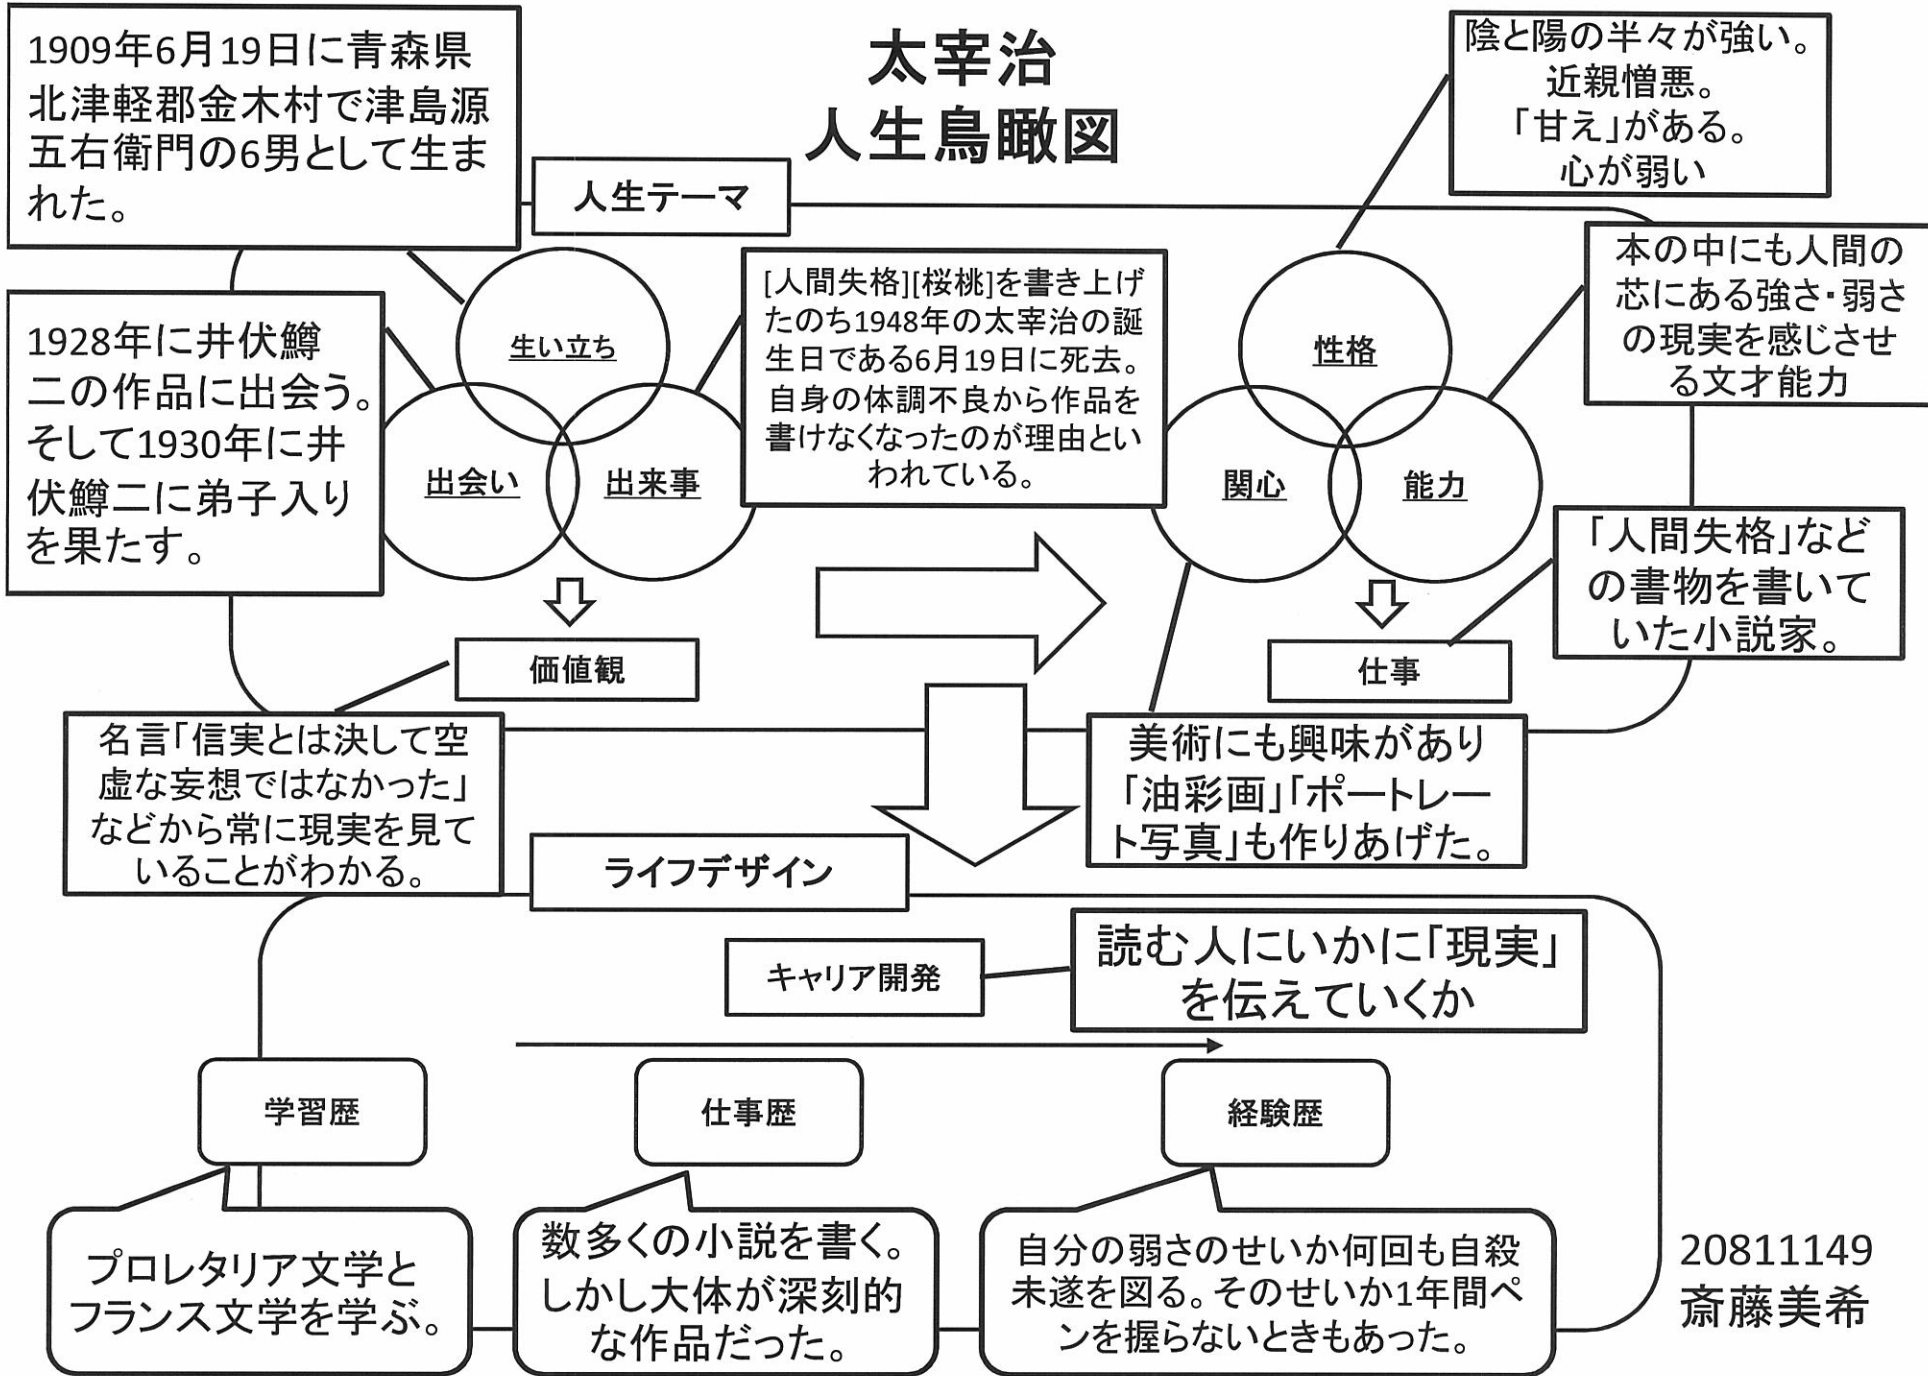 太宰治
人生鳥瞰図
1909年6月19日に青森県
北津軽郡金木村で津島源
五右衛門の6男として生ま
れた。
人生テーマ
陰と陽の半々が強い。
近親憎悪。
「甘え」がある。
心が弱い
1928年に井伏鱒
二の作品に出会う。
そして1930年に井
伏鱒二に弟子入り
を果たす。
生い立ち
出会い
出来事
[人間失格][桜桃]を書き上げ
たのち1948年の太宰治の誕
生日である6月19日に死去。
自身の体調不良から作品を
書けなくなったのが理由とい
われている。
性格
関心
能力
本の中にも人間の
芯にある強さ・弱さ
の現実を感じさせ
る文才能力
「人間失格」など
の書物を書いて
いた小説家。
価値観
仕事
名言「信実とは決して空
虚な妄想ではなかった」
などから常に現実を見て
いることがわかる。
美術にも興味があり
「油彩画」「ポートレー
ト写真」も作りあげた。
ライフデザイン
キャリア開発
読む人にいかに「現実」
を伝えていくか
学習歴
仕事歴
経験歴
プロレタリア文学と
フランス文学を学ぶ。
数多くの小説を書く。
しかし大体が深刻的
な作品だった。
自分の弱さのせいか何回も自殺
未遂を図る。そのせいか1年間ペ
ンを握らないときもあった。
20811149
斎藤美希